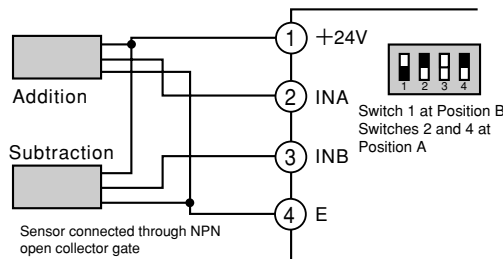 1 +24V
Addition
2 INA
1 2 3 4
Switch 1 at Position B
Switches 2 and 4 at
Position A
Subtraction
3 INB
4 E
Sensor connected through NPN
open collector gate